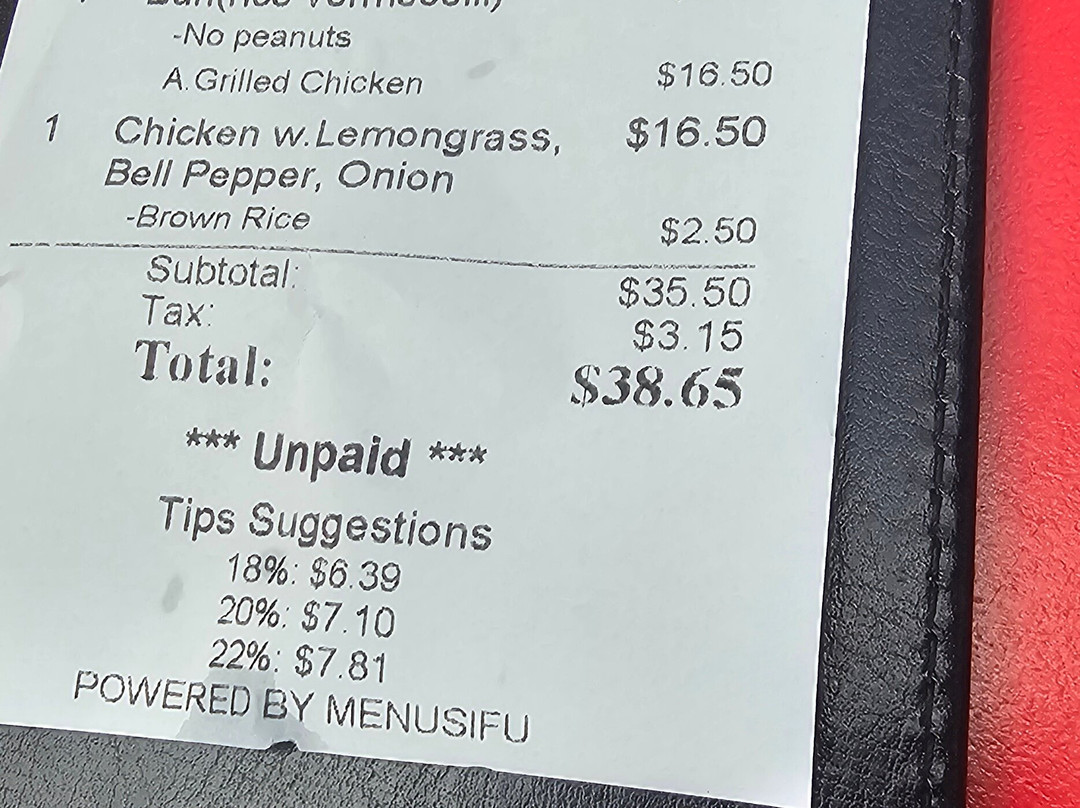 -No peanuts
A.Grilled Chicken $16.50
1 Chicken w.Lemongrass, $16.50
Bell Pepper, Onion
-Brown Rice $2.50
Subtotal: $35.50
Tax: $3.15
Total: $38.65
*** Unpaid ***
Tips Suggestions
18%: $6.39
20%: $7.10
22%: $7.81
POWERED BY MENUSIFU